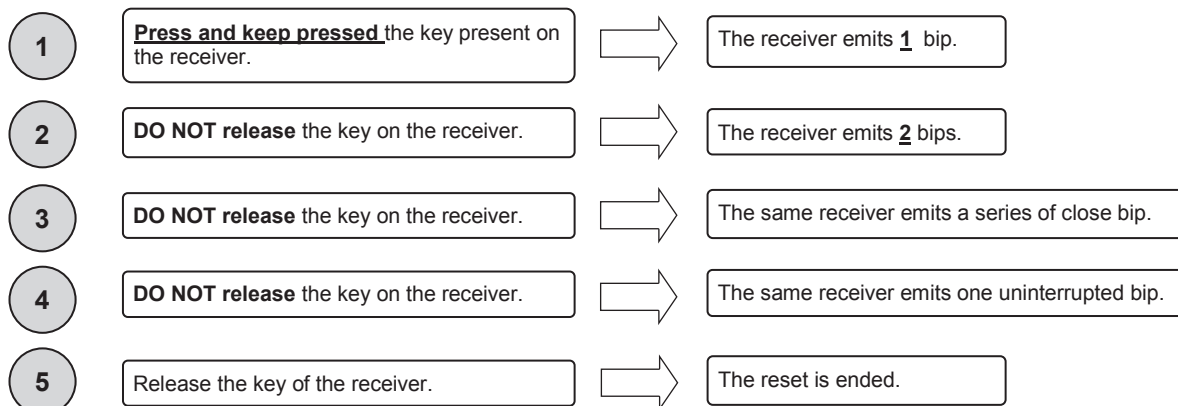 1
Press and keep pressed the key present on
the receiver.
The receiver emits 1 bip.
2
DO NOT release the key on the receiver.
The receiver emits 2 bips.
3
DO NOT release the key on the receiver.
The same receiver emits a series of close bip.
4
DO NOT release the key on the receiver.
The same receiver emits one uninterrupted bip.
5
Release the key of the receiver.
The reset is ended.